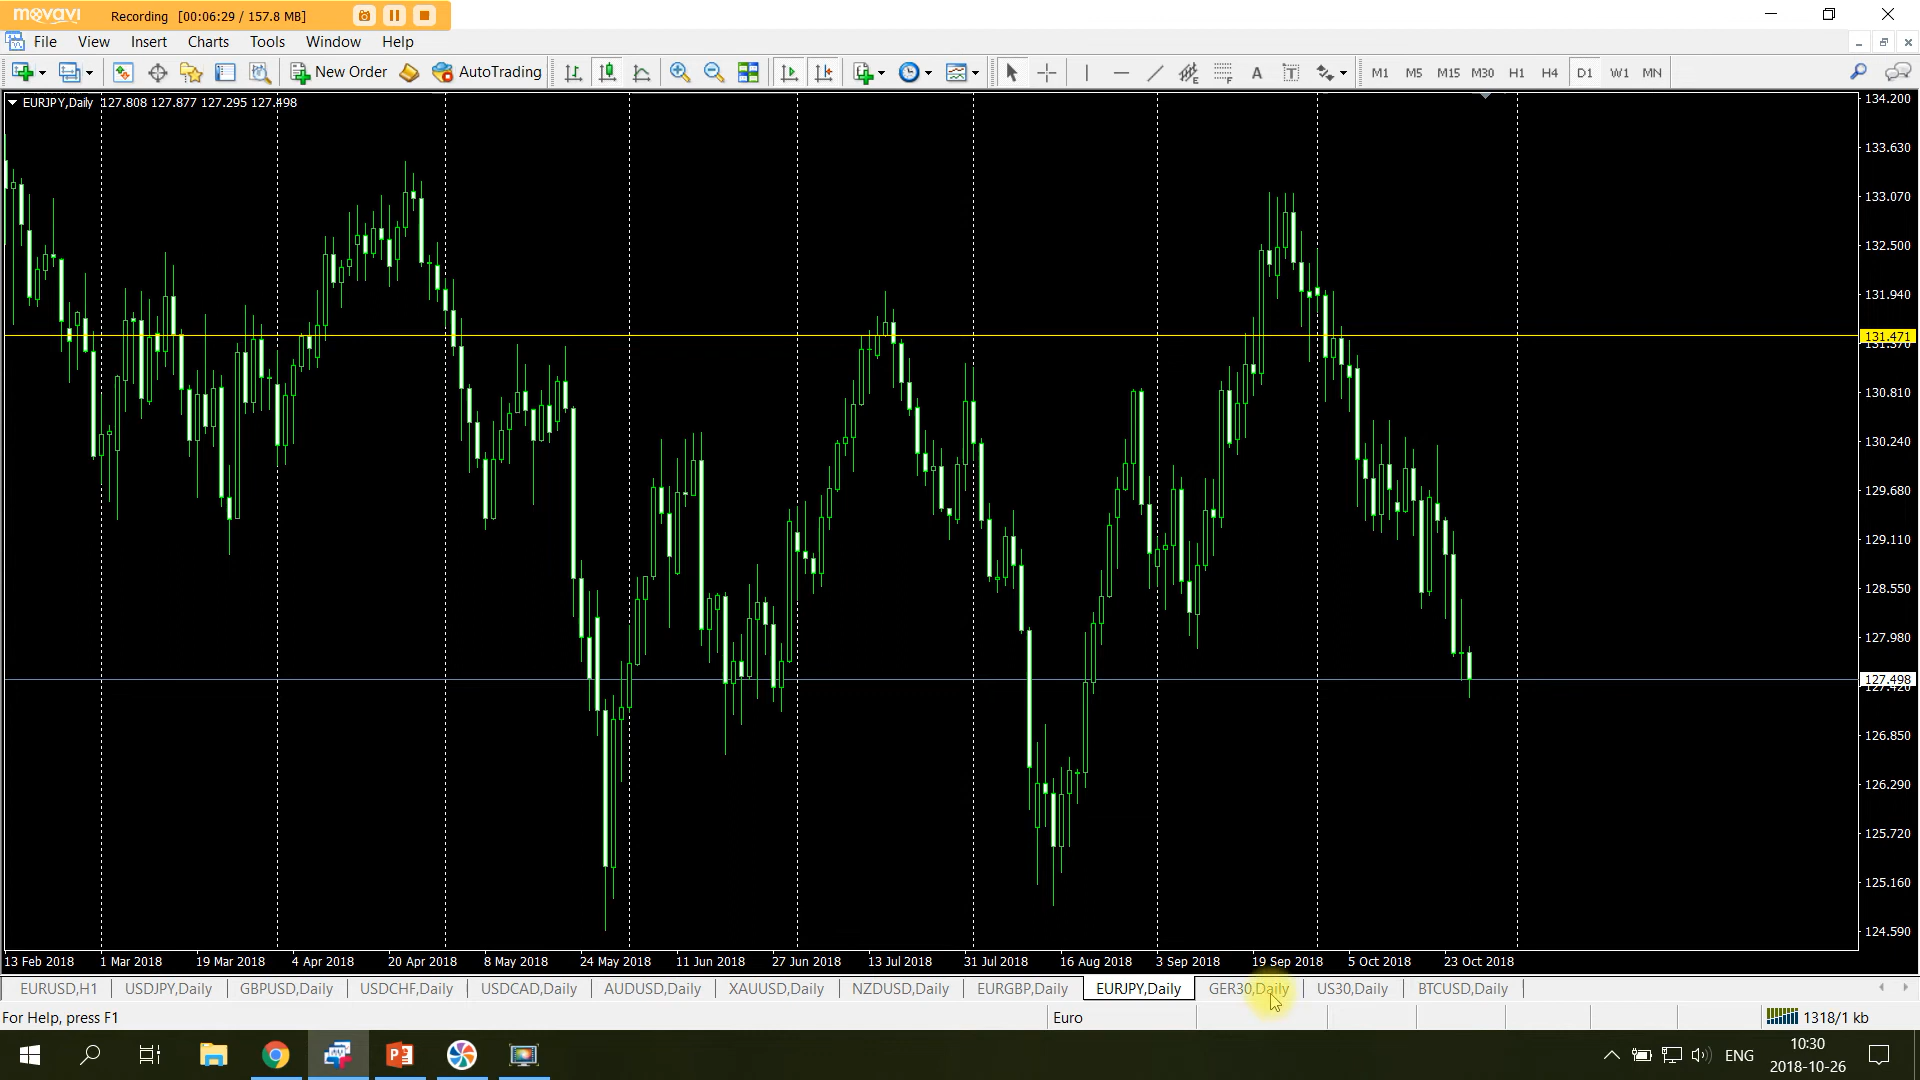 movavi Recording [00:06:29 / 157.8 MB]
File View Insert Charts Tools Window Help
New Order AutoTrading A T M1 M5 M15 M30 H1 H4 D1 W1 MN
EURJPY,Daily 127.808 127.877 127.295 127.498
134.200
133.630
133.070
132.500
131.940
131.471
131.370
130.810
130.240
129.680
129.110
128.550
127.980
127.498
127.420
126.850
126.290
125.720
125.160
124.590
13 Feb 2018 1 Mar 2018 19 Mar 2018 4 Apr 2018 20 Apr 2018 8 May 2018 24 May 2018 11 Jun 2018 27 Jun 2018 13 Jul 2018 31 Jul 2018 16 Aug 2018 3 Sep 2018 19 Sep 2018 5 Oct 2018 23 Oct 2018
EURUSD,H1 USDJPY,Daily GBPUSD,Daily USDCHF,Daily USDCAD,Daily AUDUSD,Daily XAUUSD,Daily NZDUSD,Daily EURGBP,Daily EURJPY,Daily GER30,Daily US30,Daily BTCUSD,Daily
For Help, press F1 Euro 1318/1 kb
ENG 10:30
2018-10-26